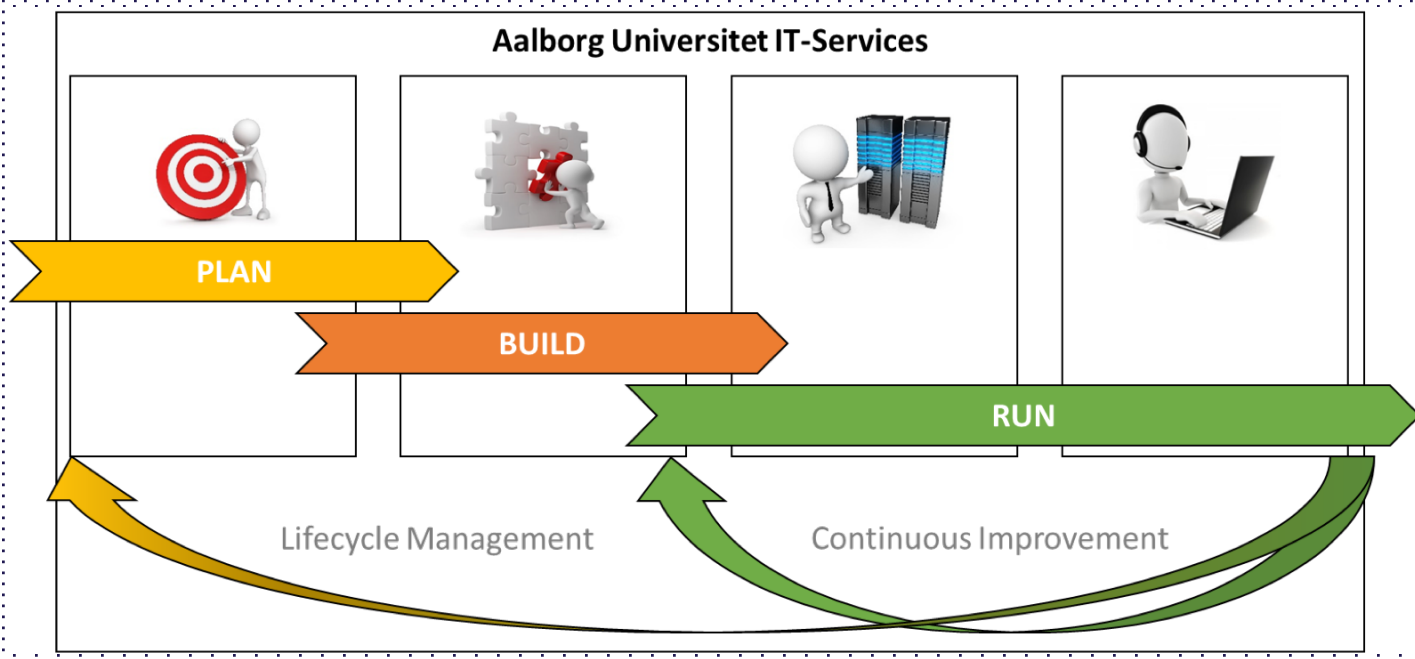 Aalborg Universitet IT-Services
PLAN
BUILD
RUN
Lifecycle Management
Continuous Improvement